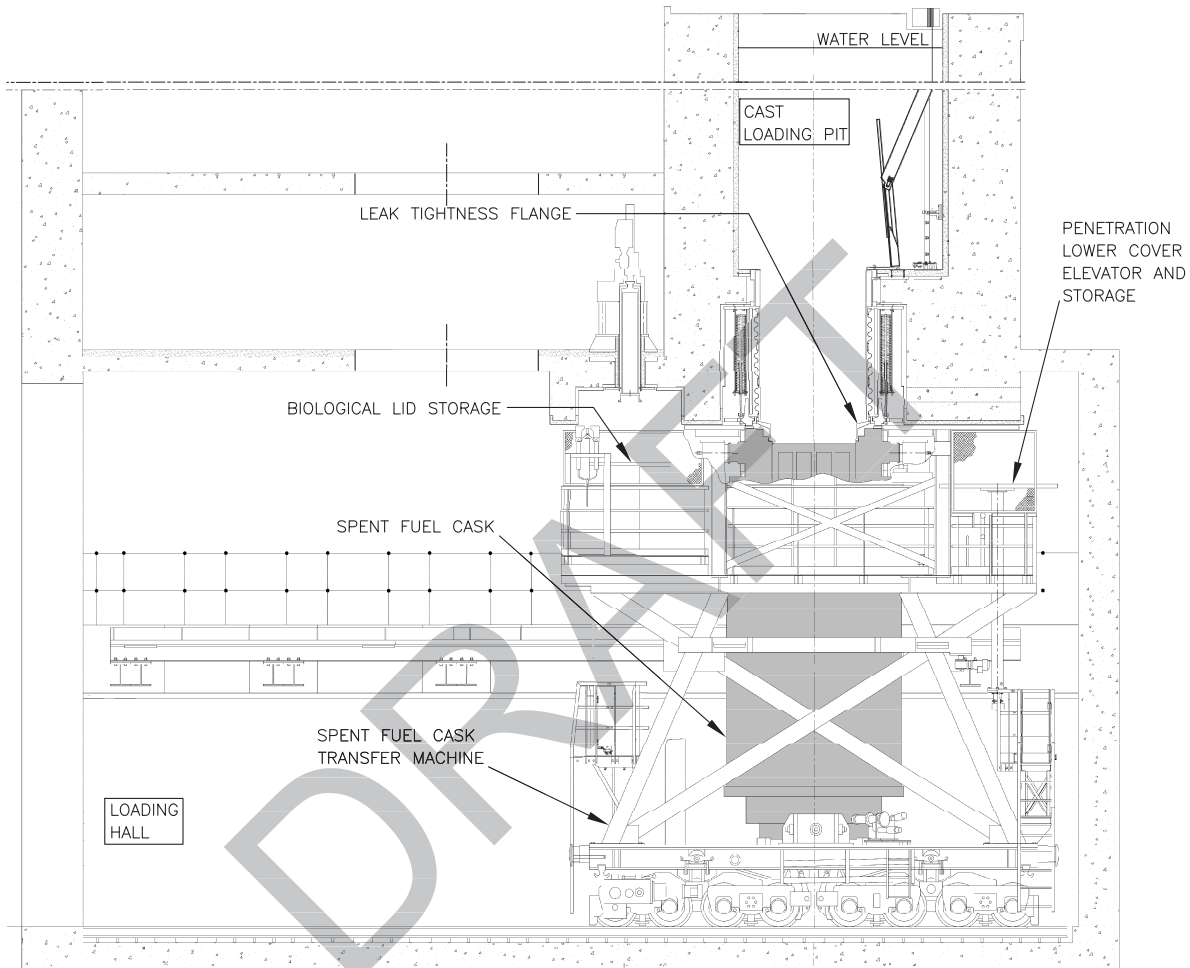 WATER LEVEL
CAST
LOADING PIT
LEAK TIGHTNESS FLANGE
PENETRATION
LOWER COVER
ELEVATOR AND
STORAGE
BIOLOGICAL LID STORAGE
SPENT FUEL CASK
SPENT FUEL CASK
TRANSFER MACHINE
LOADING
HALL
DRAFT